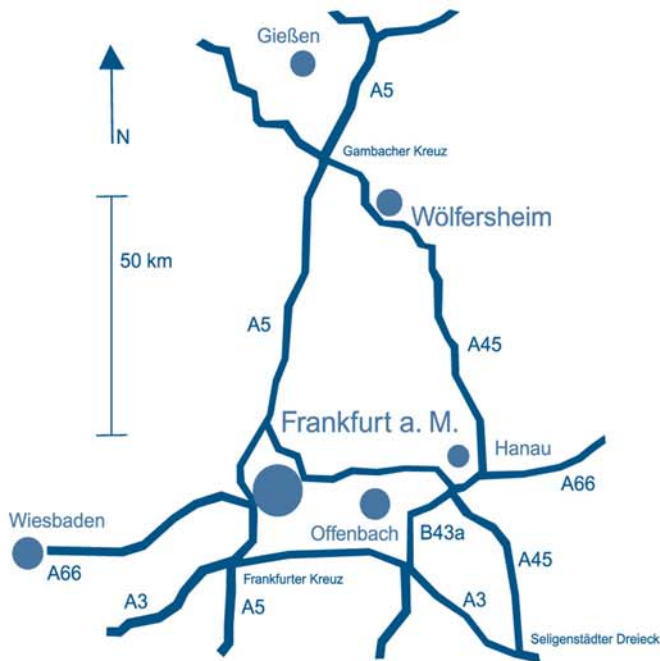 Gießen
A5
N
Gambacher Kreuz
Wölfersheim
50 km
A5
A45
Frankfurt a. M.
Hanau
A66
Wiesbaden
Offenbach
B43a
A66
A45
Frankfurter Kreuz
A3
A5
A3
Seligenstädter Dreieck